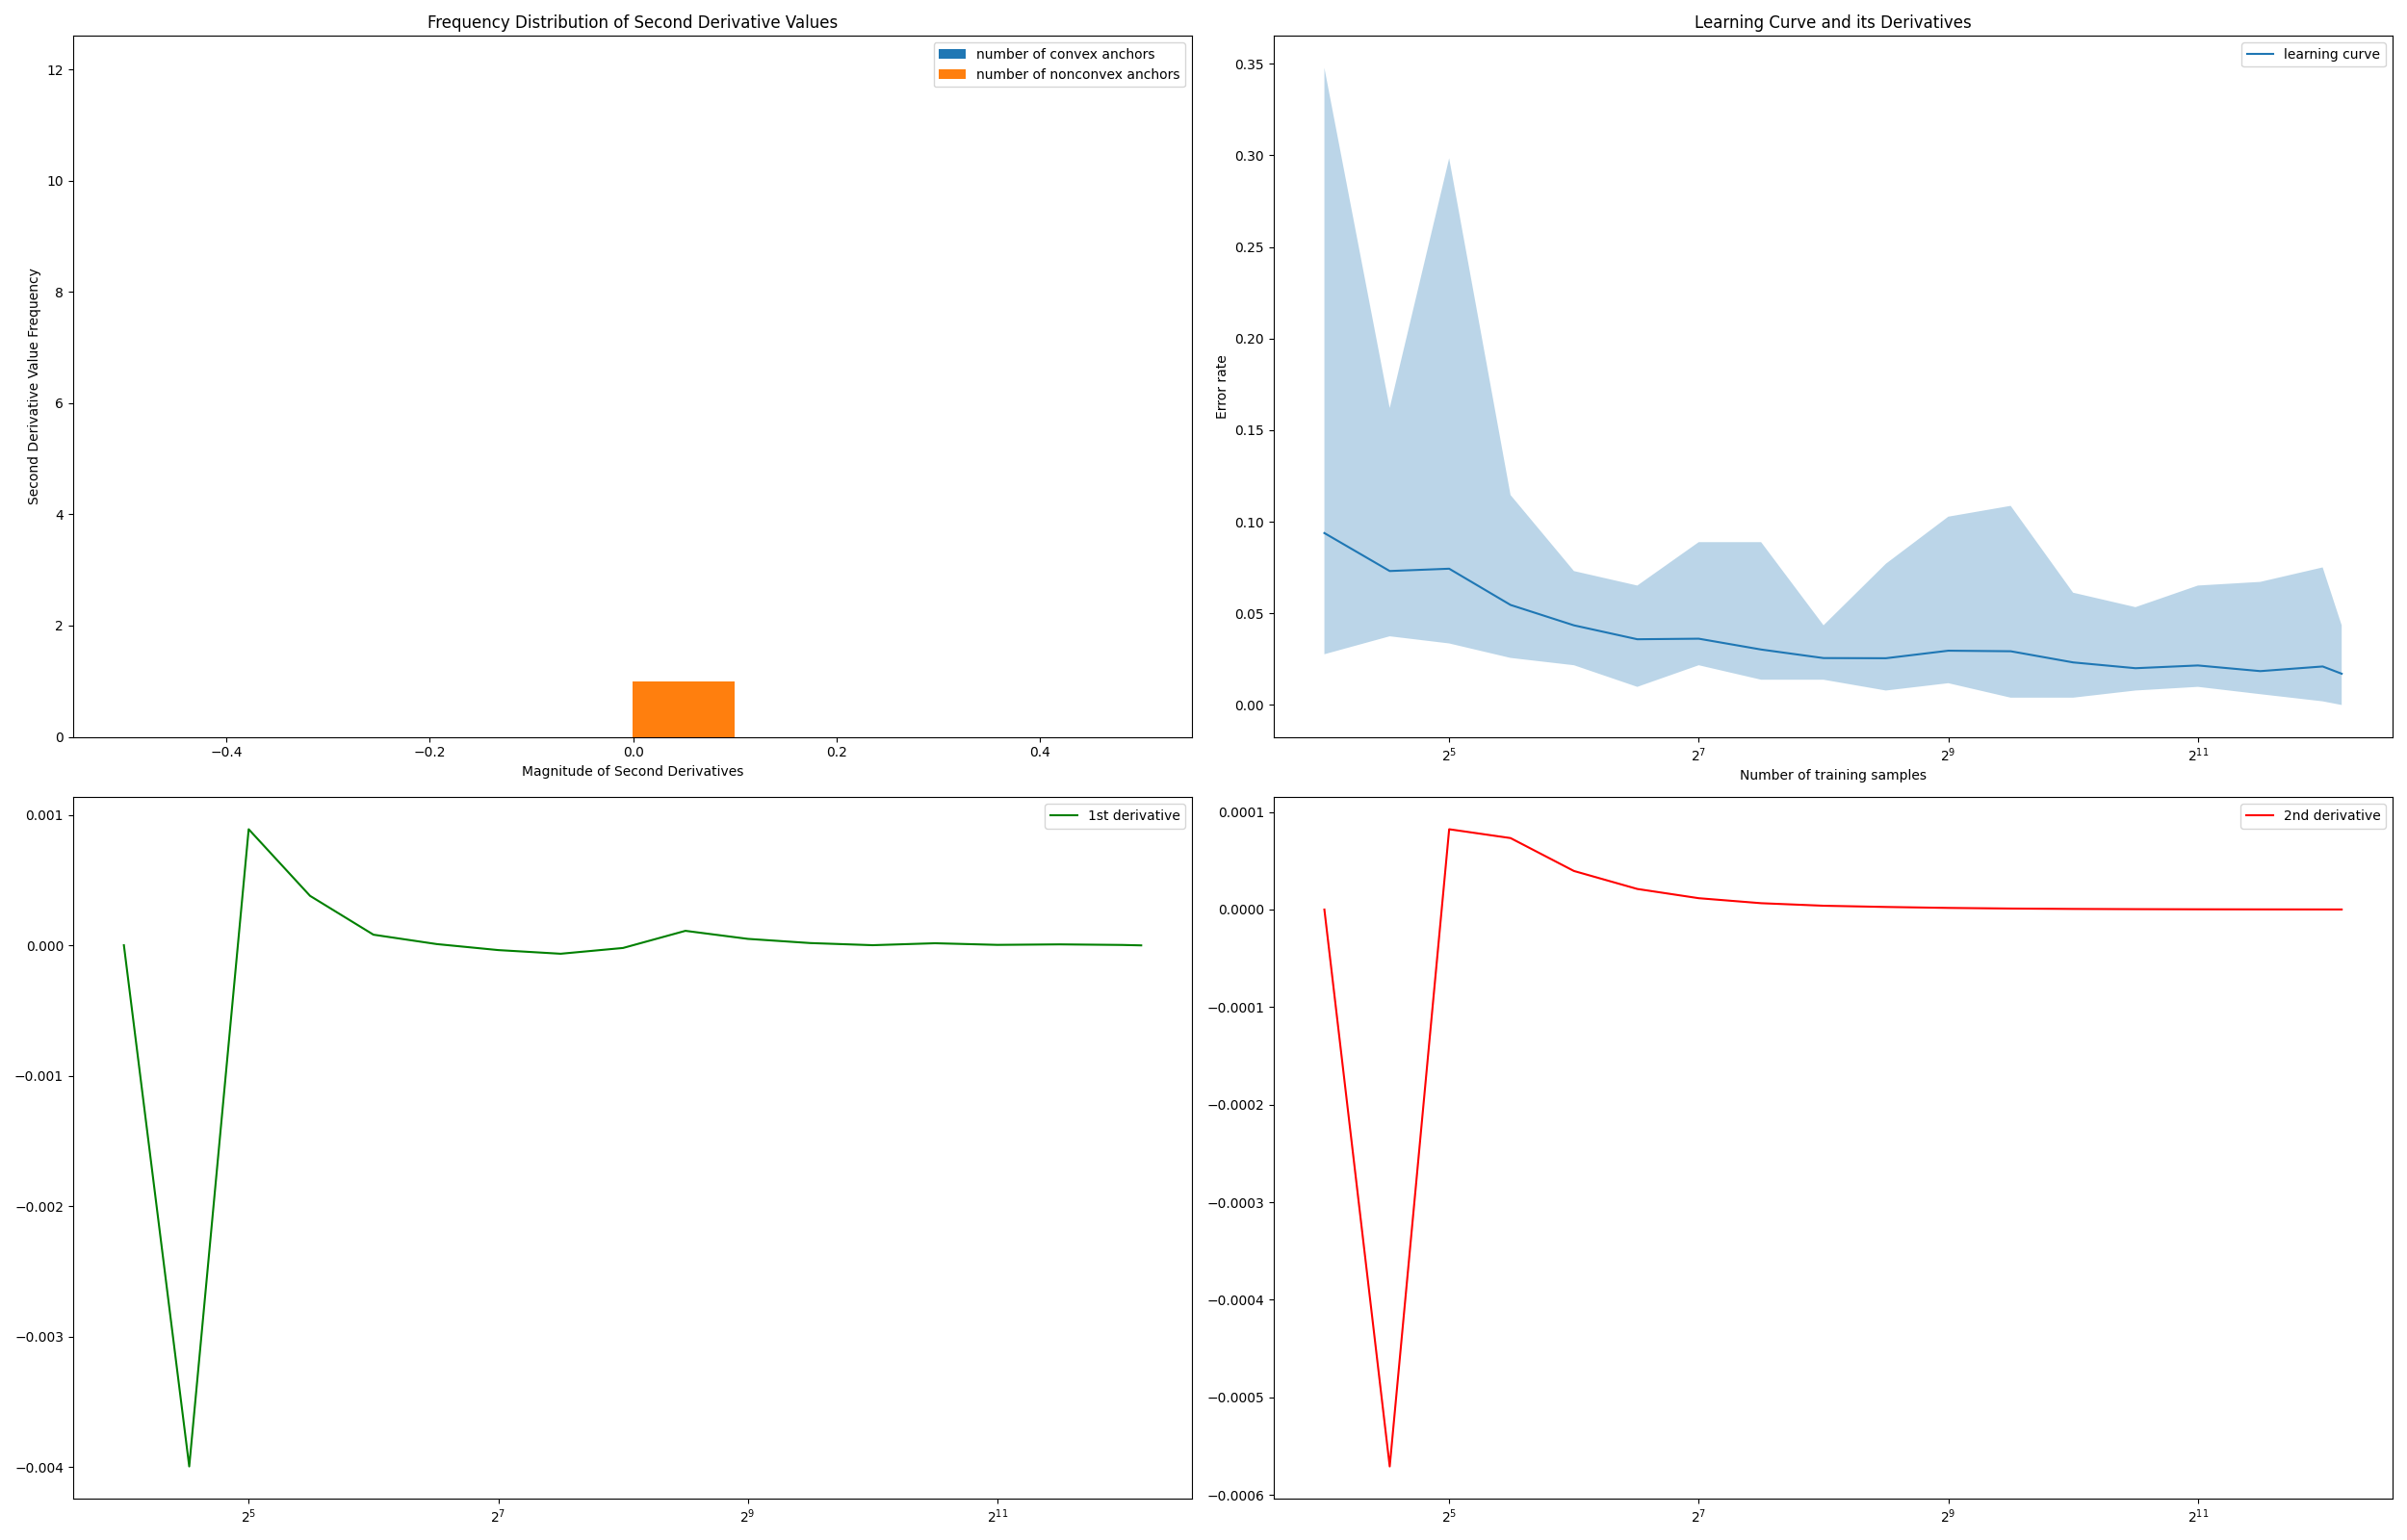 Frequency Distribution of Second Derivative Values
number of convex anchors
number of nonconvex anchors
Second Derivative Value Frequency
12
10
8
6
4
2
0
−0.4 −0.2 0.0 0.2 0.4
Magnitude of Second Derivatives
Learning Curve and its Derivatives
learning curve
Error rate
0.35
0.30
0.25
0.20
0.15
0.10
0.05
0.00
2^5 2^7 2^9 2^11
Number of training samples
1st derivative
0.001
0.000
−0.001
−0.002
−0.003
−0.004
2^5 2^7 2^9 2^11
2nd derivative
0.0001
0.0000
−0.0001
−0.0002
−0.0003
−0.0004
−0.0005
−0.0006
2^5 2^7 2^9 2^11